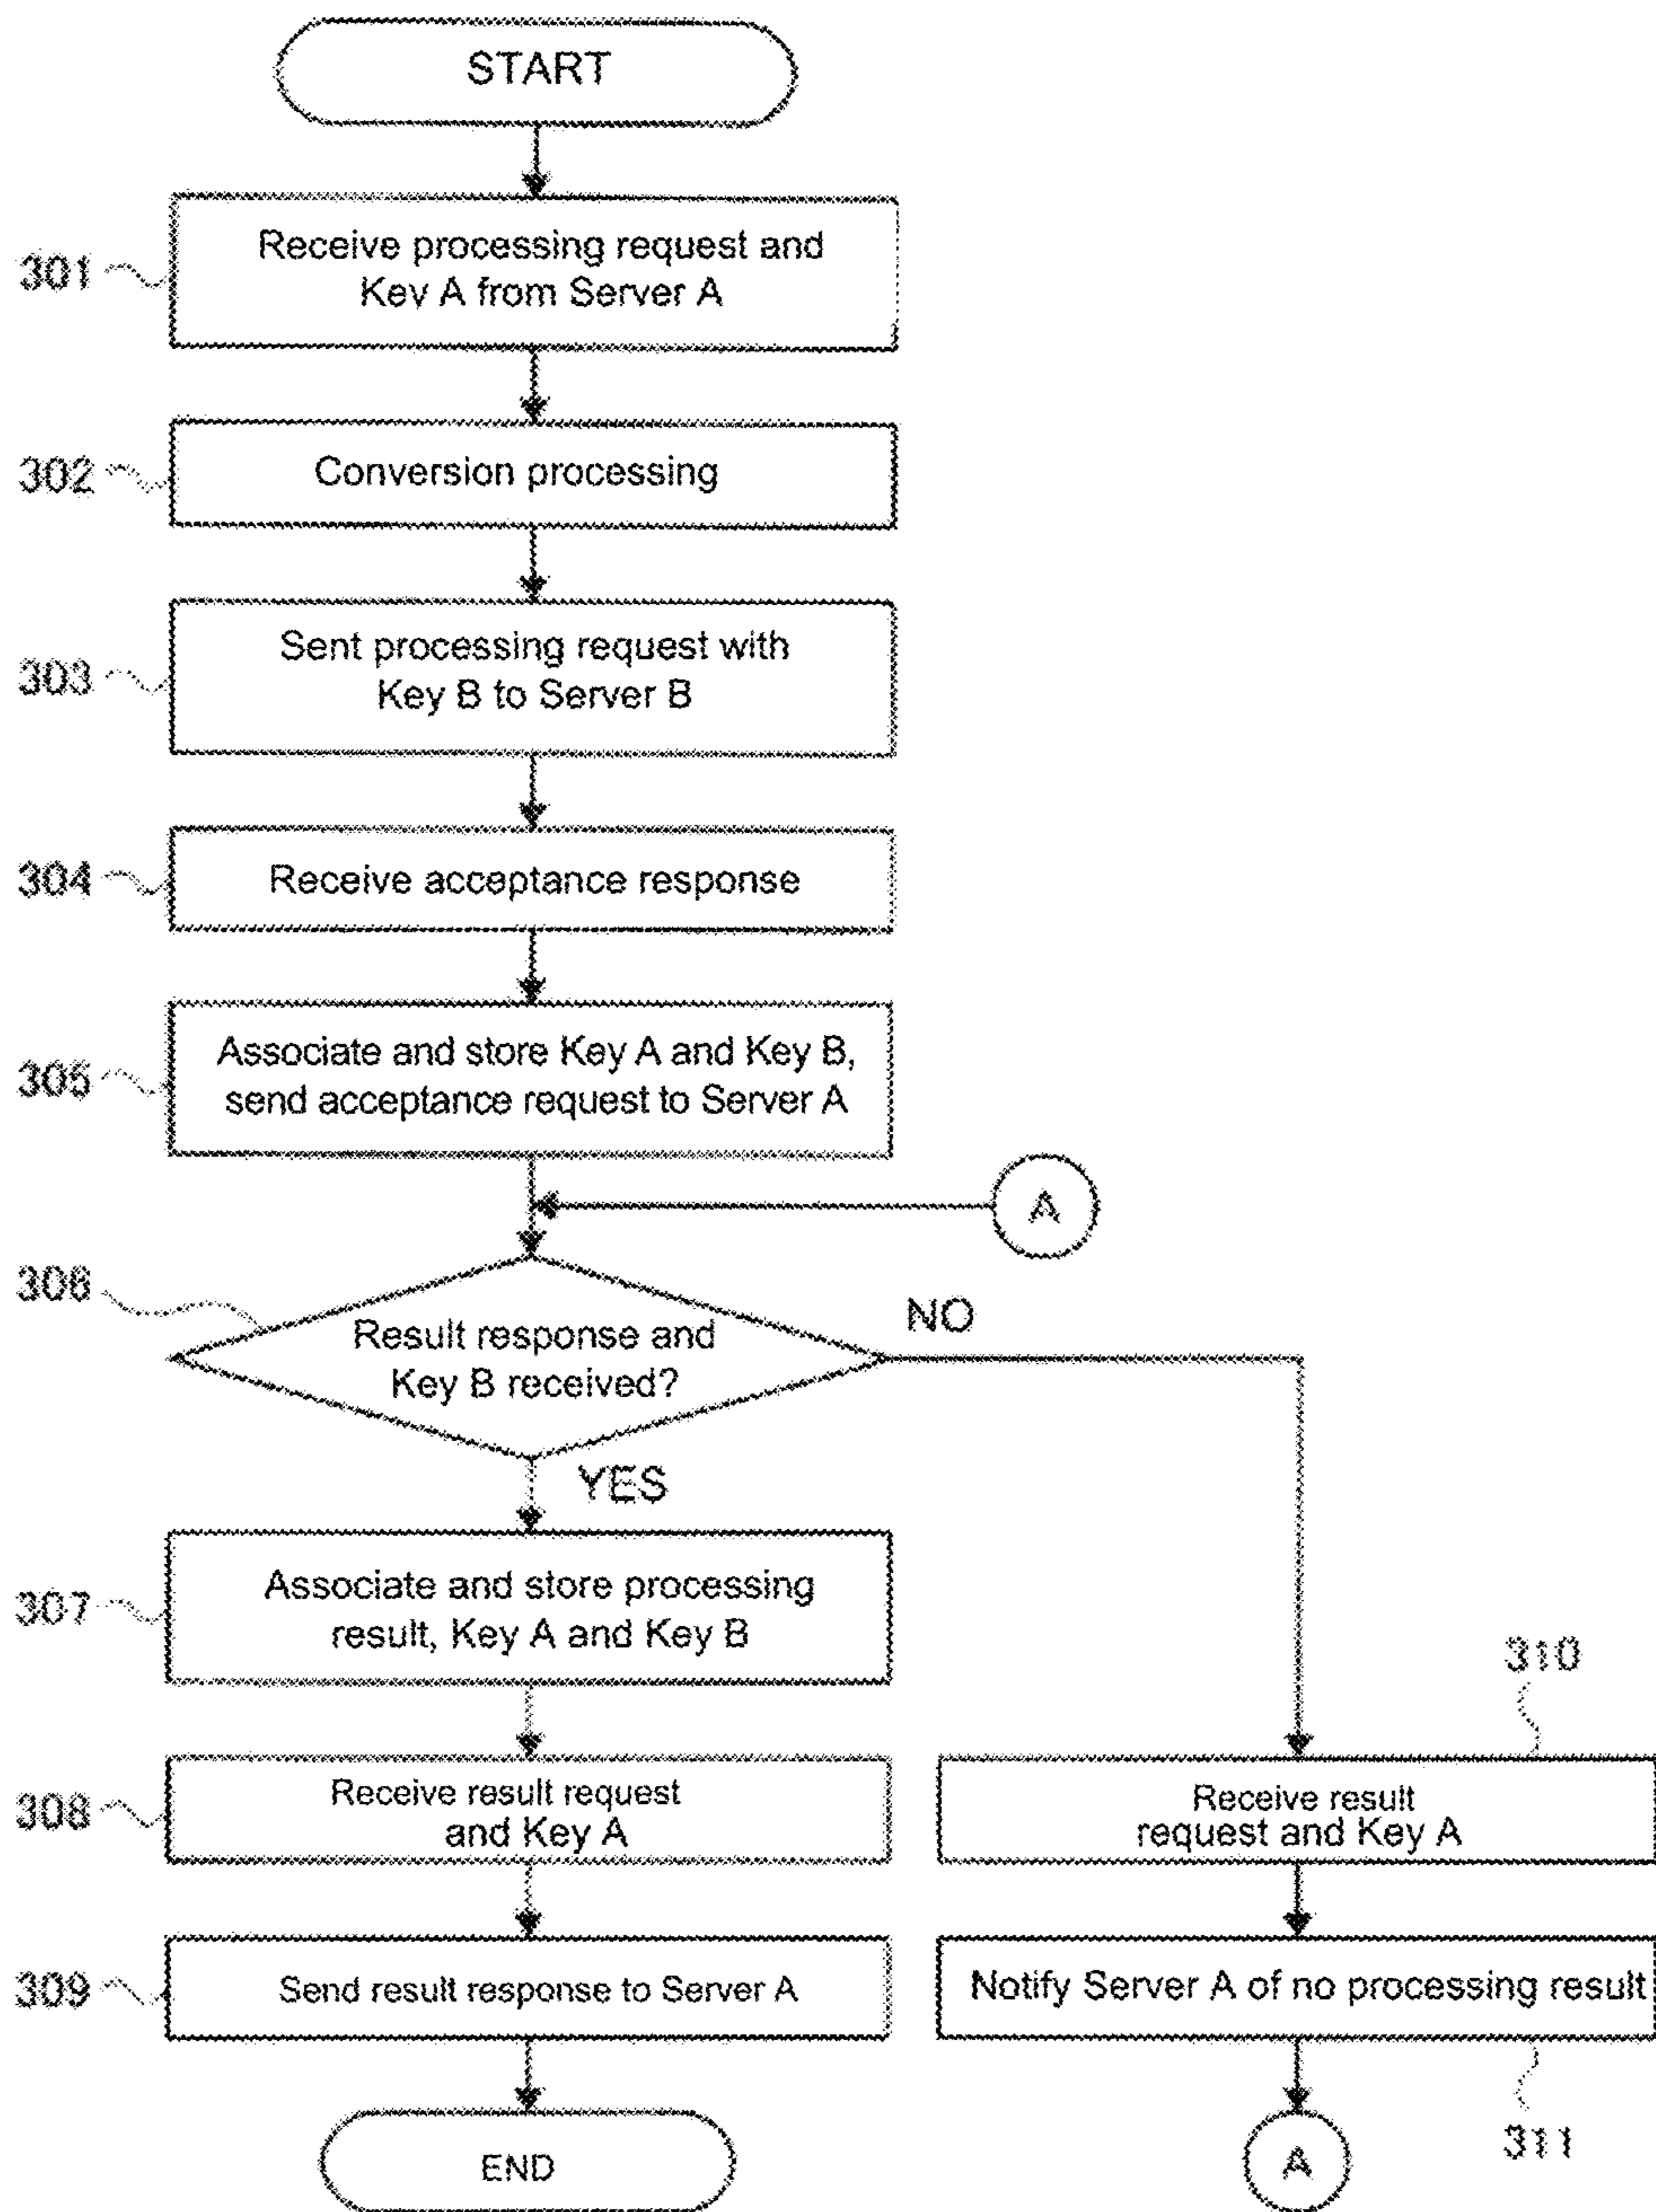 START
301
Receive processing request and
Kev A from Server A
302
Conversion processing
303
Sent processing request with
Key B to Server B
304
Receive acceptance response
305
Associate and store Key A and Key B,
send acceptance request to Server A
A
306
Result response and
Key B received?
NO
YES
307
Associate and store processing
result, Key A and Key B
310
308
Receive result request
and Key A
Receive result
request and Key A
309
Send result response to Server A
Notify Server A of no processing result
END
A
311